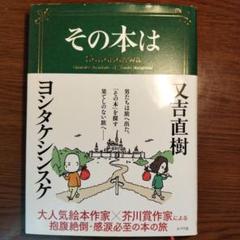 その本は
又吉直樹
ヨシタケシンスケ
男たちは旅へ出た。
「その本」を探す
果てしのない旅へ——
大人気絵本作家×芥川賞作家による
抱腹絶倒・感涙必至の本の旅